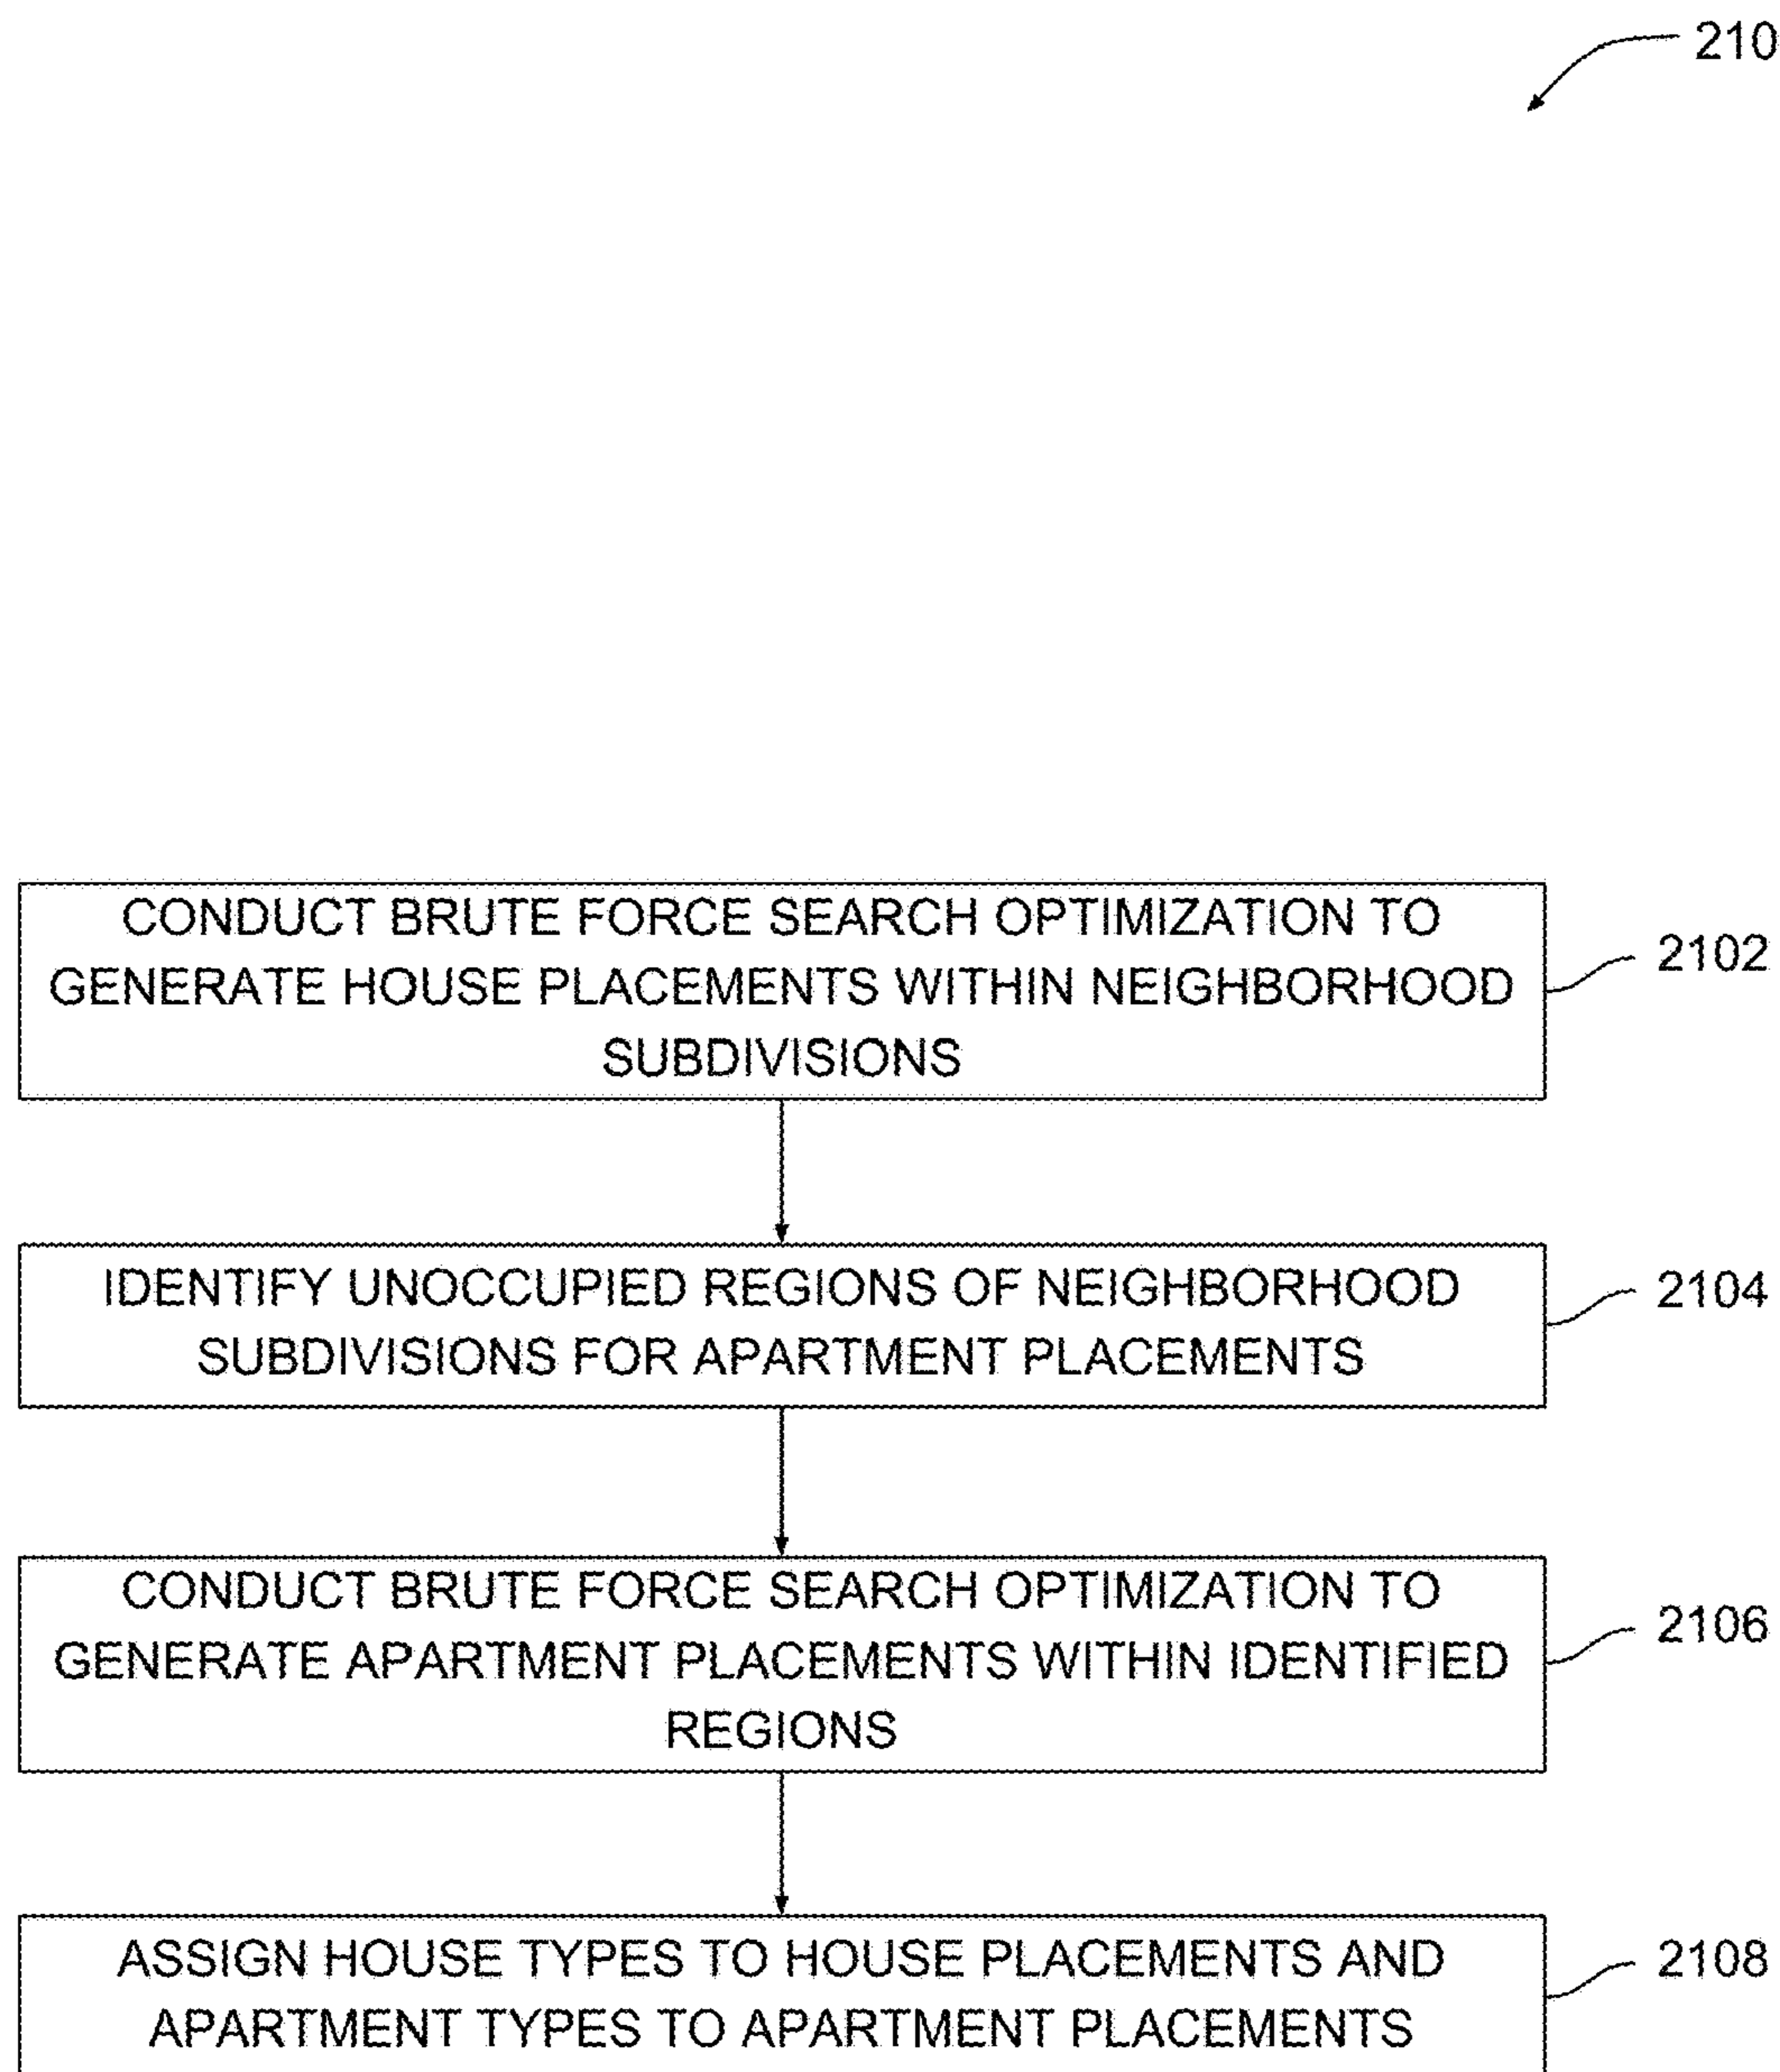 210
CONDUCT BRUTE FORCE SEARCH OPTIMIZATION TO
GENERATE HOUSE PLACEMENTS WITHIN NEIGHBORHOOD
SUBDIVISIONS
2102
IDENTIFY UNOCCUPIED REGIONS OF NEIGHBORHOOD
SUBDIVISIONS FOR APARTMENT PLACEMENTS
2104
CONDUCT BRUTE FORCE SEARCH OPTIMIZATION TO
GENERATE APARTMENT PLACEMENTS WITHIN IDENTIFIED
REGIONS
2106
ASSIGN HOUSE TYPES TO HOUSE PLACEMENTS AND
APARTMENT TYPES TO APARTMENT PLACEMENTS
2108